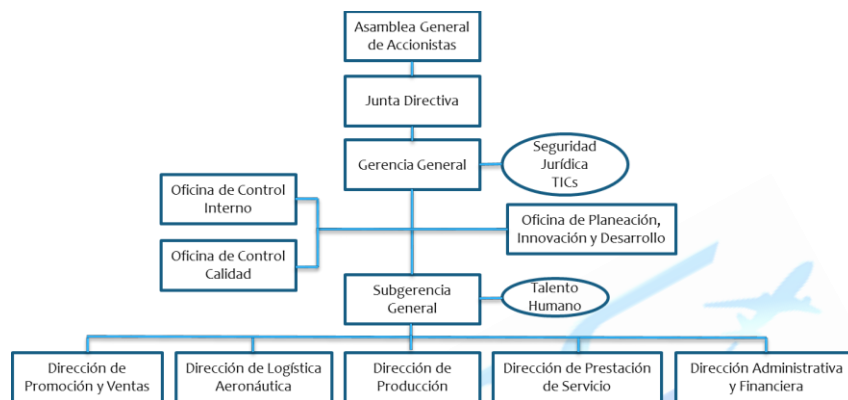 Asamblea General
de Accionistas
Junta Directiva
Gerencia General
Seguridad
Jurídica
TICs
Oficina de Control
Interno
Oficina de Planeación,
Innovación y Desarrollo
Oficina de Control
Calidad
Subgerencia
General
Talento
Humano
Dirección de
Promoción y Ventas
Dirección de Logística
Aeronáutica
Dirección de
Producción
Dirección de Prestación
de Servicio
Dirección Administrativa
y Financiera